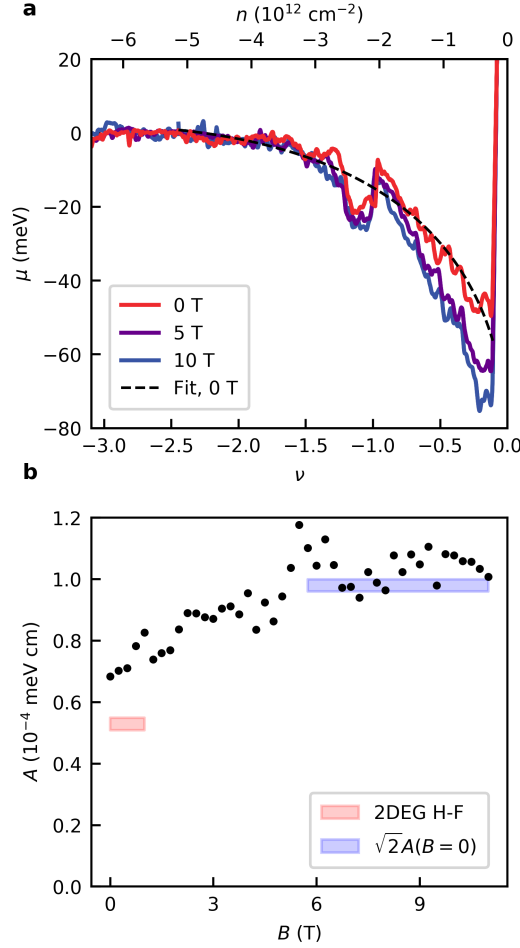 a
n (10¹² cm⁻²)
−6 −5 −4 −3 −2 −1 0
20
0
−20
−40
−60
−80
μ (meV)
0 T
5 T
10 T
Fit, 0 T
−3.0 −2.5 −2.0 −1.5 −1.0 −0.5 0.0
ν
b
1.2
1.0
0.8
0.6
0.4
0.2
0.0
A (10⁻⁴ meV cm)
2DEG H-F
√2A(B = 0)
0 3 6 9
B (T)